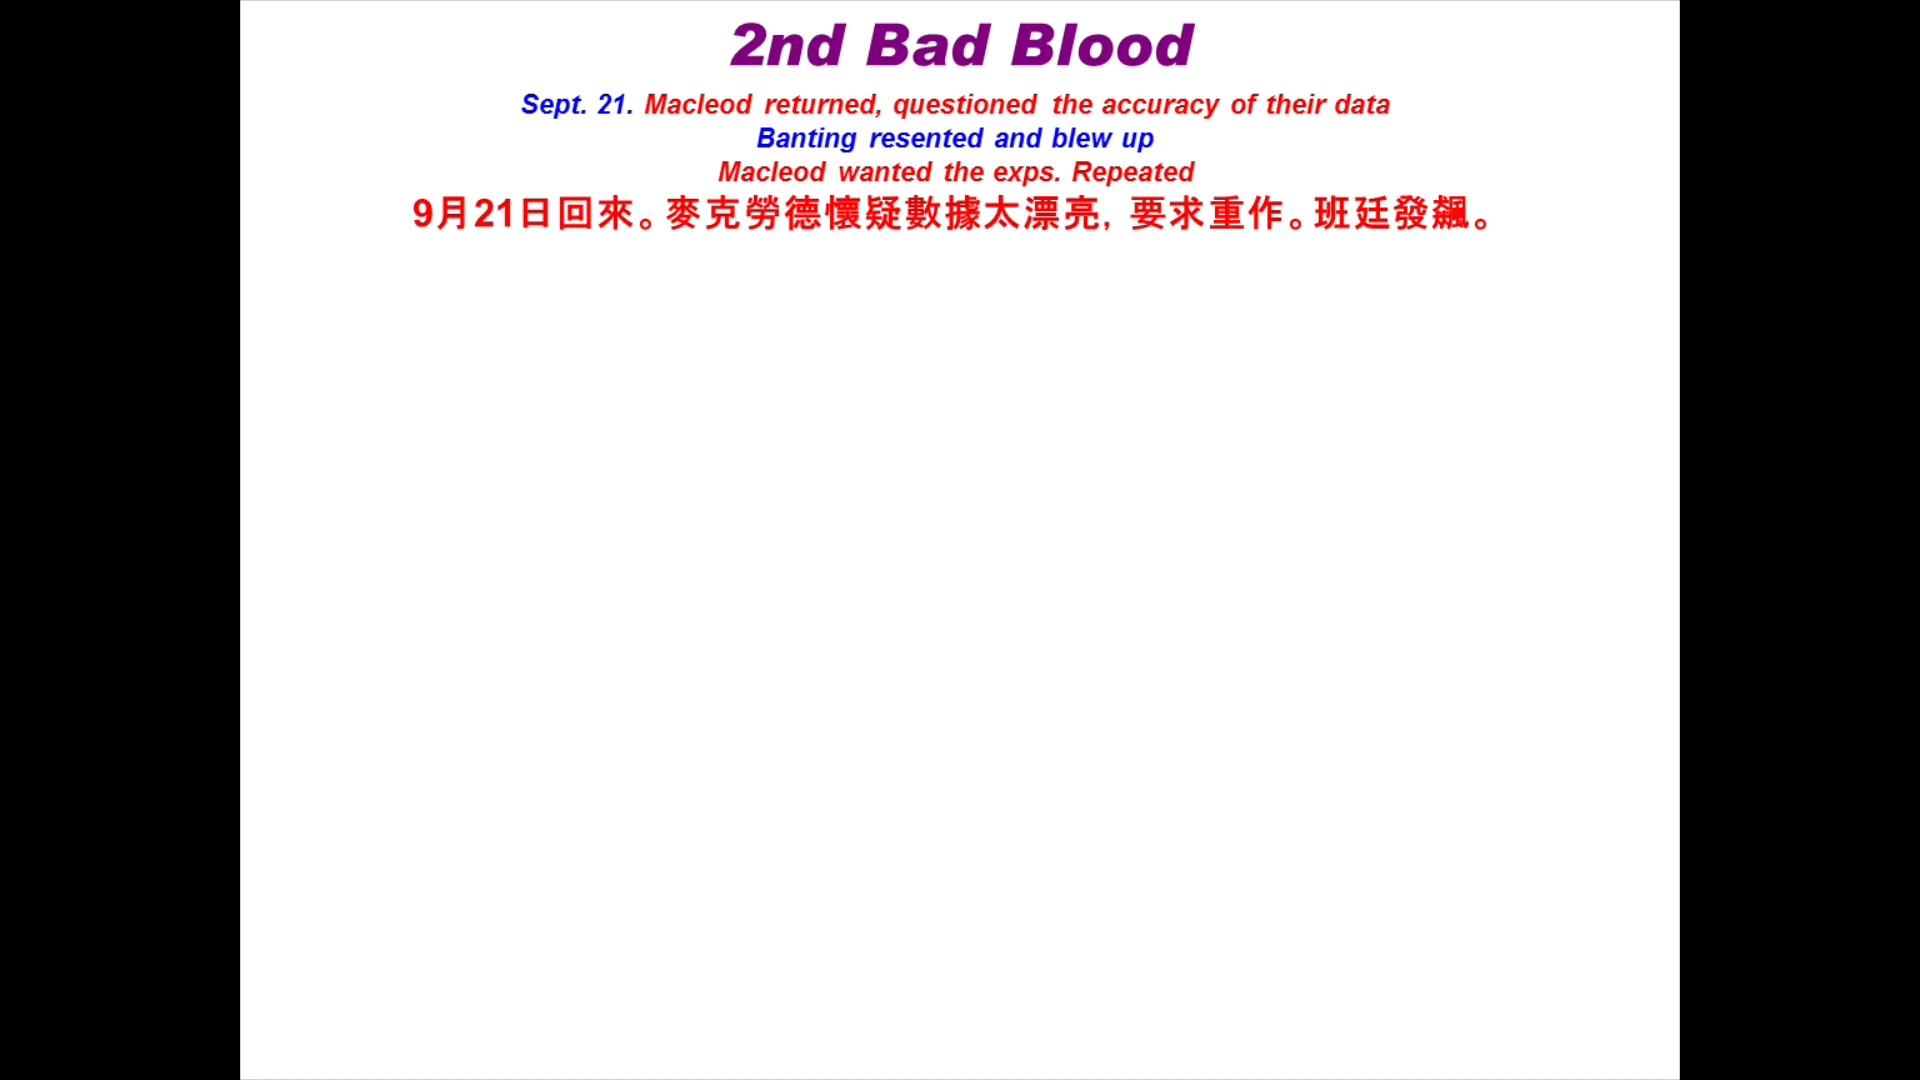 2nd Bad Blood
Sept. 21. Macleod returned, questioned the accuracy of their data
Banting resented and blew up
Macleod wanted the exps. Repeated
9月21日回來。麥克勞德懷疑數據太漂亮, 要求重作。班廷發飆。